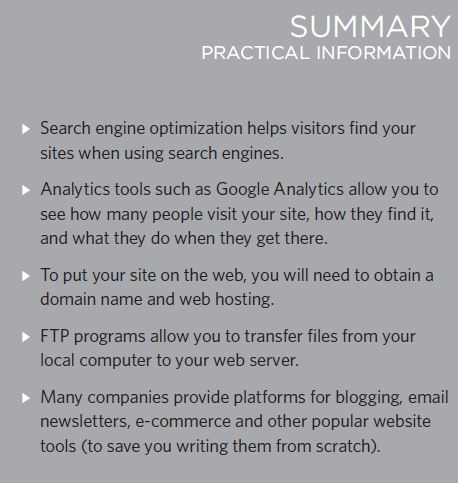 SUMMARY
PRACTICAL INFORMATION
Search engine optimization helps visitors find your
sites when using search engines.
Analytics tools such as Google Analytics allow you to
see how many people visit your site, how they find it,
and what they do when they get there.
To put your site on the web, you will need to obtain a
domain name and web hosting.
FTP programs allow you to transfer files from your
local computer to your web server.
Many companies provide platforms for blogging, email
newsletters, e-commerce and other popular website
tools (to save you writing them from scratch).